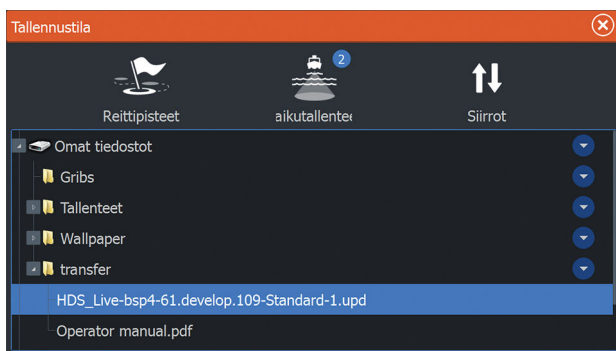 Tallennustila
2
Reittipisteet
aikutallentee
Siirrot
Omat tiedostot
Gribs
Tallenteet
Wallpaper
transfer
HDS_Live-bsp4-61.develop.109-Standard-1.upd
Operator manual.pdf